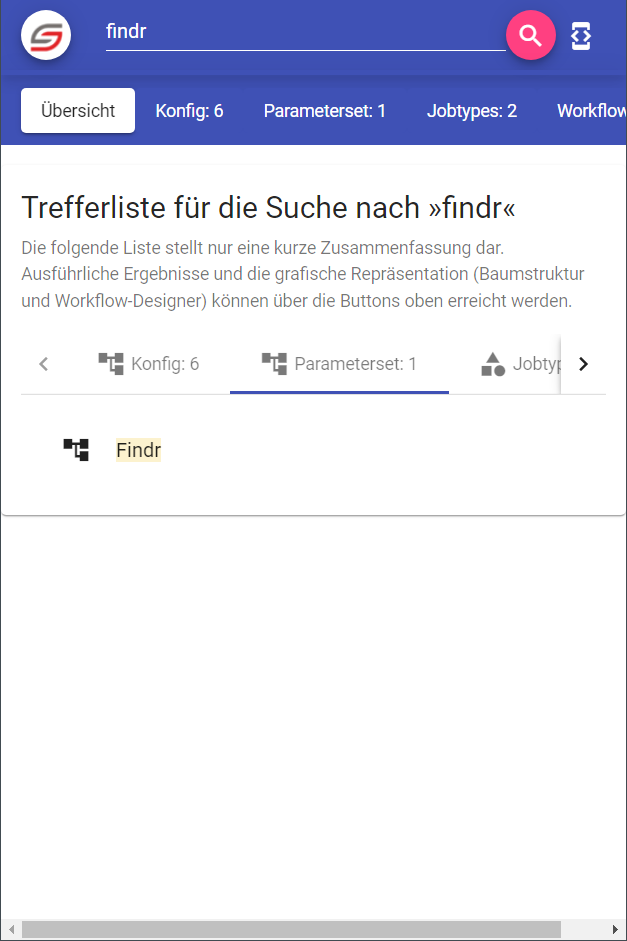 findr
Übersicht Konfig: 6 Parameterset: 1 Jobtypes: 2 Workflow
Trefferliste für die Suche nach »findr«
Die folgende Liste stellt nur eine kurze Zusammenfassung dar.
Ausführliche Ergebnisse und die grafische Repräsentation (Baumstruktur
und Workflow-Designer) können über die Buttons oben erreicht werden.
Konfig: 6 Parameterset: 1 Jobtyp
Findr